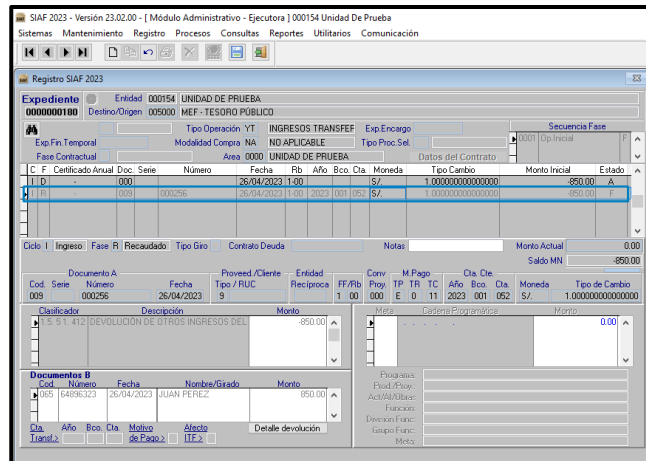 SIAF 2023 - Versión 23.02.00 - [ Módulo Administrativo - Ejecutora ] 000154 Unidad De Prueba
Sistemas Mantenimiento Registro Procesos Consultas Reportes Utilitarios Comunicación
Registro SIAF 2023
Expediente Entidad 000154 UNIDAD DE PRUEBA
0000000180 Destino/Origen 005000 MEF - TESORO PÚBLICO
Tipo Operación YT INGRESOS TRANSFEF Exp.Encargo Secuencia Fase
Exp.Fin.Temporal Modalidad Compra NA NO APLICABLE Tipo Proc.Sel. 0001 Op.Inicial F
Fase Contractual Area 0000 UNIDAD DE PRUEBA Datos del Contrato
C F Certificado Anual Doc. Serie Número Fecha Rb Año Bco. Cta. Moneda Tipo Cambio Monto Inicial Estado
I D - 000 26/04/2023 1-00 S/. 1.000000000000000 -850.00 A
I R - 009 000256 26/04/2023 1-00 2023 001 052 S/. 1.000000000000000 -850.00 F
Ciclo I Ingreso Fase R Recaudado Tipo Giro Contrato Deuda Notas Monto Actual 0.00
Saldo MN -850.00
Documento A Proveed./Cliente Entidad Conv M.Pago Cta. Cte.
Cod. Serie Número Fecha Tipo / RUC Recíproca FF/Rb Proy. TP TR TC Año Bco. Cta. Moneda Tipo de Cambio
009 000256 26/04/2023 9 1 00 000 E 0 11 2023 001 052 S/. 1.000000000000000
Clasificador Descripción Monto Meta Cadena Programática Monto
1.5. 5 1. 412 DEVOLUCIÓN DE OTROS INGRESOS DEL -850.00 . . . . . 0.00
Programa:
Prod./Proy.:
Act/AI/Obras:
Función:
División Func:
Grupo Func:
Meta:
Documentos B
Cod. Número Fecha Nombre/Girado Monto
065 64896323 26/04/2023 JUAN PEREZ 850.00
Cta. Año Bco. Cta. Motivo Afecto Detalle devolución
Transf.> de Pago > ITF >